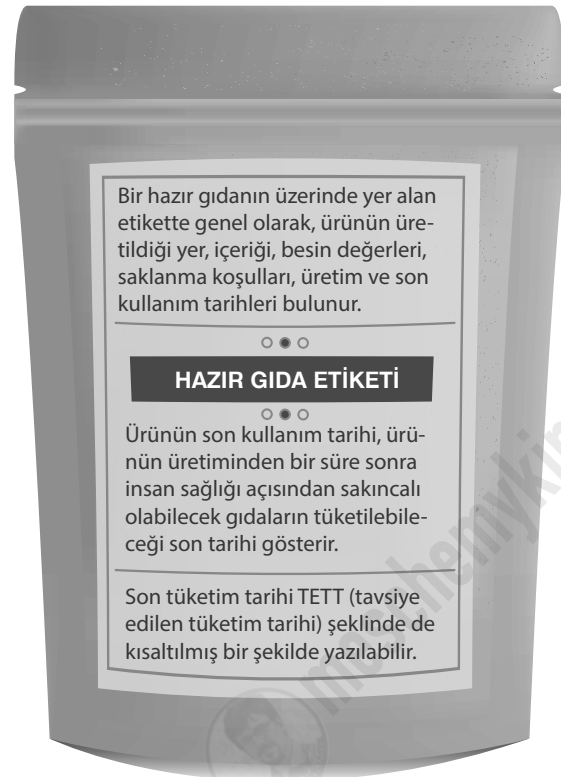 Bir hazır gıdanın üzerinde yer alan
etikette genel olarak, ürünün üre-
tildiği yer, içeriği, besin değerleri,
saklanma koşulları, üretim ve son
kullanım tarihleri bulunur.
HAZIR GIDA ETİKETİ
Ürünün son kullanım tarihi, ürü-
nün üretiminden bir süre sonra
insan sağlığı açısından sakıncalı
olabilecek gıdaların tüketilebile-
ceği son tarihi gösterir.
Son tüketim tarihi TETT (tavsiye
edilen tüketim tarihi) şeklinde de
kısaltılmış bir şekilde yazılabilir.